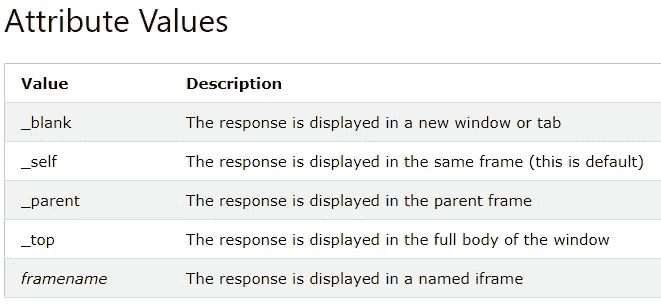 Attribute Values
Value Description
_blank The response is displayed in a new window or tab
_self The response is displayed in the same frame (this is default)
_parent The response is displayed in the parent frame
_top The response is displayed in the full body of the window
framename The response is displayed in a named iframe